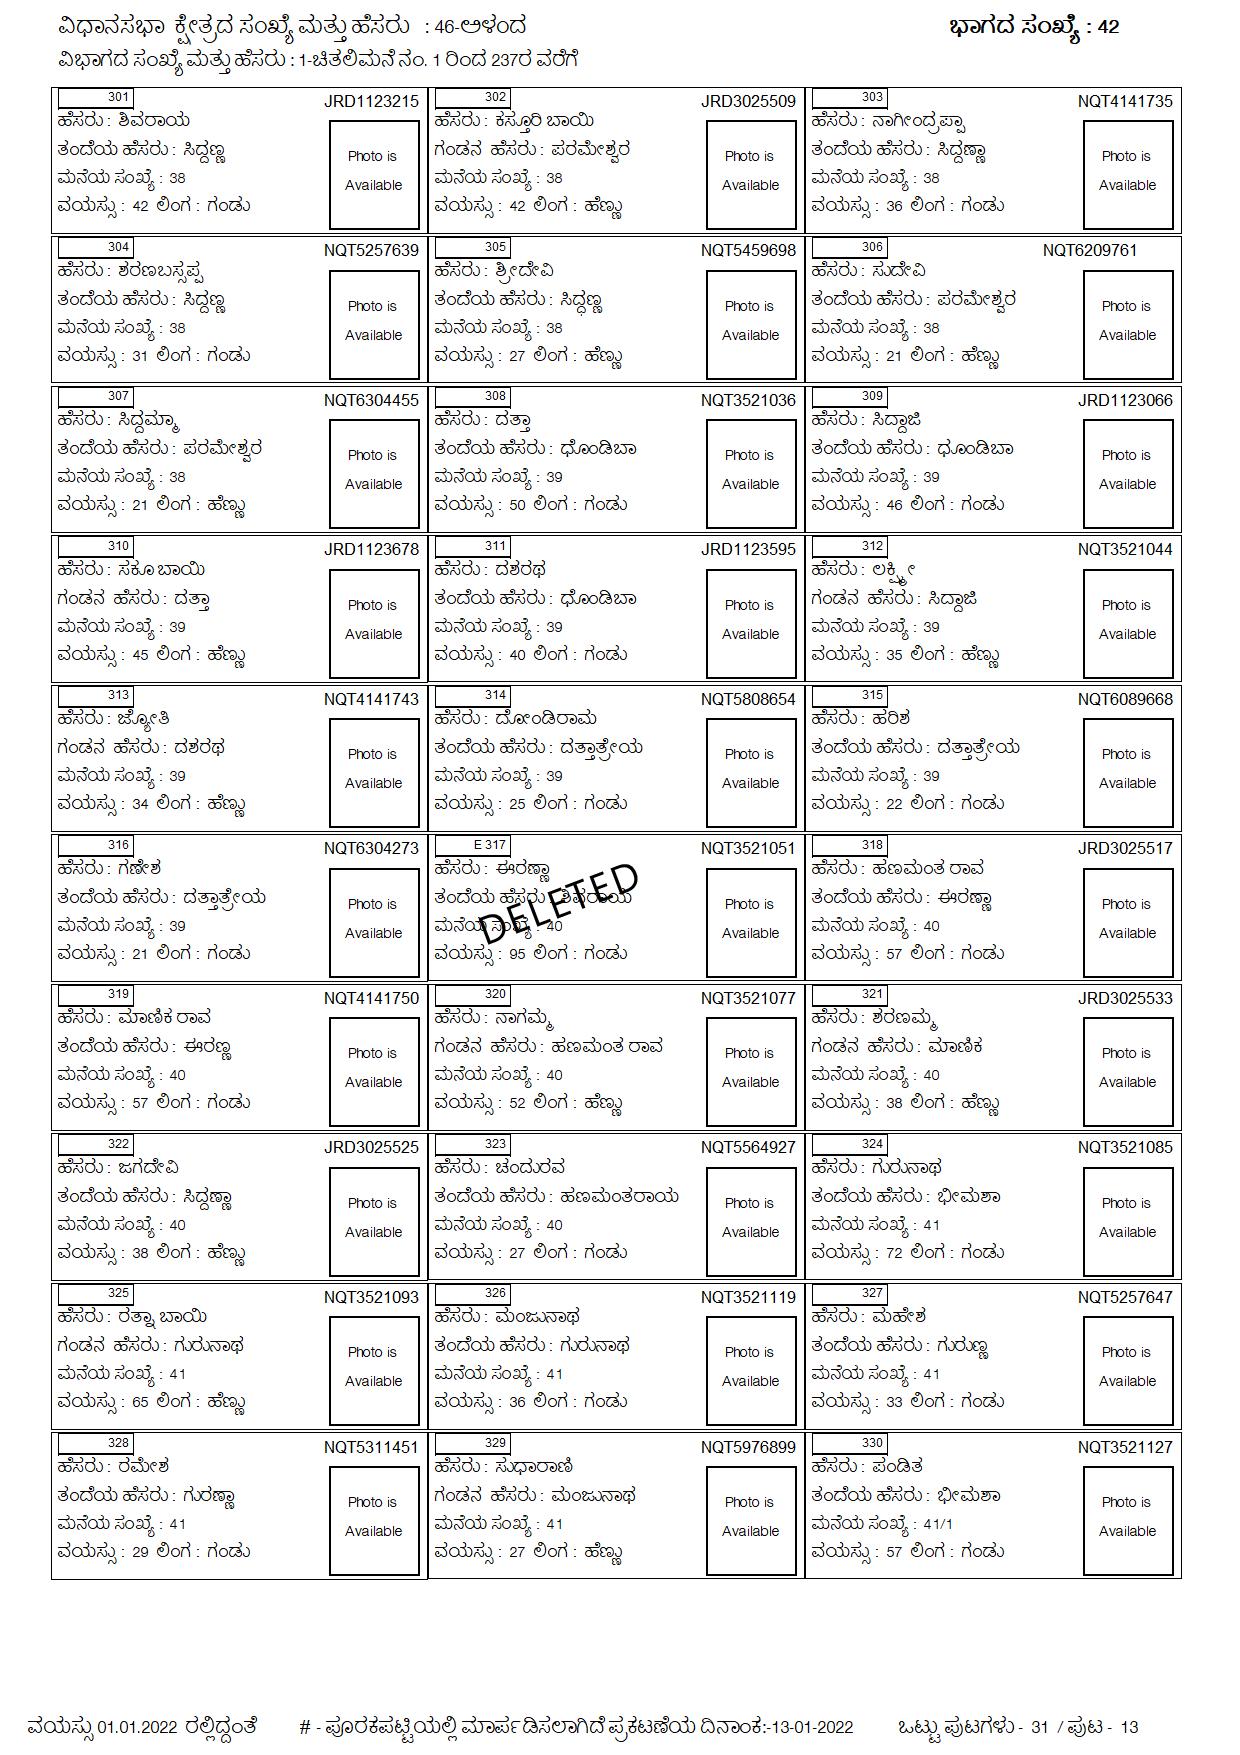 ವಿಧಾನಸಭಾ ಕ್ಷೇತ್ರದ ಸಂಖ್ಯೆ ಮತ್ತು ಹೆಸರು : 46-ಅಳಂದ ಭಾಗದ ಸಂಖ್ಯೆ : 42
ವಿಭಾಗದ ಸಂಖ್ಯೆ ಮತ್ತು ಹೆಸರು : 1-ಚಿತಲಿ ಮನೆ ನಂ. 1 ರಿಂದ 237ರ ವರೆಗೆ
301 JRD1123215
ಹೆಸರು : ಶಿವರಾಯ
ತಂದೆಯ ಹೆಸರು : ಸಿದ್ದಣ್ಣ
ಮನೆಯ ಸಂಖ್ಯೆ : 38
ವಯಸ್ಸು : 42 ಲಿಂಗ : ಗಂಡು
Photo is
Available
302 JRD3025509
ಹೆಸರು : ಕಸ್ತೂರಿ ಬಾಯಿ
ಗಂಡನ ಹೆಸರು : ಪರಮೇಶ್ವರ
ಮನೆಯ ಸಂಖ್ಯೆ : 38
ವಯಸ್ಸು : 42 ಲಿಂಗ : ಹೆಣ್ಣು
Photo is
Available
303 NQT4141735
ಹೆಸರು : ನಾಗೀಂದ್ರಪ್ಪಾ
ತಂದೆಯ ಹೆಸರು : ಸಿದ್ದಣ್ಣಾ
ಮನೆಯ ಸಂಖ್ಯೆ : 38
ವಯಸ್ಸು : 36 ಲಿಂಗ : ಗಂಡು
Photo is
Available
304 NQT5257639
ಹೆಸರು : ಶರಣಬಸ್ಸಪ್ಪ
ತಂದೆಯ ಹೆಸರು : ಸಿದ್ದಣ್ಣ
ಮನೆಯ ಸಂಖ್ಯೆ : 38
ವಯಸ್ಸು : 31 ಲಿಂಗ : ಗಂಡು
Photo is
Available
305 NQT5459698
ಹೆಸರು : ಶ್ರೀದೇವಿ
ತಂದೆಯ ಹೆಸರು : ಸಿದ್ಧಣ್ಣ
ಮನೆಯ ಸಂಖ್ಯೆ : 38
ವಯಸ್ಸು : 27 ಲಿಂಗ : ಹೆಣ್ಣು
Photo is
Available
306 NQT6209761
ಹೆಸರು : ಸುದೇವಿ
ತಂದೆಯ ಹೆಸರು : ಪರಮೇಶ್ವರ
ಮನೆಯ ಸಂಖ್ಯೆ : 38
ವಯಸ್ಸು : 21 ಲಿಂಗ : ಹೆಣ್ಣು
Photo is
Available
307 NQT6304455
ಹೆಸರು : ಸಿದ್ದಮ್ಮಾ
ತಂದೆಯ ಹೆಸರು : ಪರಮೇಶ್ವರ
ಮನೆಯ ಸಂಖ್ಯೆ : 38
ವಯಸ್ಸು : 21 ಲಿಂಗ : ಹೆಣ್ಣು
Photo is
Available
308 NQT3521036
ಹೆಸರು : ದತ್ತಾ
ತಂದೆಯ ಹೆಸರು : ಧೊಂಡಿಬಾ
ಮನೆಯ ಸಂಖ್ಯೆ : 39
ವಯಸ್ಸು : 50 ಲಿಂಗ : ಗಂಡು
Photo is
Available
309 JRD1123066
ಹೆಸರು : ಸಿದ್ದಾಜಿ
ತಂದೆಯ ಹೆಸರು : ಧೂಂಡಿಬಾ
ಮನೆಯ ಸಂಖ್ಯೆ : 39
ವಯಸ್ಸು : 46 ಲಿಂಗ : ಗಂಡು
Photo is
Available
310 JRD1123678
ಹೆಸರು : ಸಕೂ ಬಾಯಿ
ಗಂಡನ ಹೆಸರು : ದತ್ತಾ
ಮನೆಯ ಸಂಖ್ಯೆ : 39
ವಯಸ್ಸು : 45 ಲಿಂಗ : ಹೆಣ್ಣು
Photo is
Available
311 JRD1123595
ಹೆಸರು : ದಶರಥ
ತಂದೆಯ ಹೆಸರು : ಧೊಂಡಿಬಾ
ಮನೆಯ ಸಂಖ್ಯೆ : 39
ವಯಸ್ಸು : 40 ಲಿಂಗ : ಗಂಡು
Photo is
Available
312 NQT3521044
ಹೆಸರು : ಲಕ್ಷ್ಮೀ
ಗಂಡನ ಹೆಸರು : ಸಿದ್ದಾಜಿ
ಮನೆಯ ಸಂಖ್ಯೆ : 39
ವಯಸ್ಸು : 35 ಲಿಂಗ : ಹೆಣ್ಣು
Photo is
Available
313 NQT4141743
ಹೆಸರು : ಜ್ಯೋತಿ
ಗಂಡನ ಹೆಸರು : ದಶರಥ
ಮನೆಯ ಸಂಖ್ಯೆ : 39
ವಯಸ್ಸು : 34 ಲಿಂಗ : ಹೆಣ್ಣು
Photo is
Available
314 NQT5808654
ಹೆಸರು : ದೋಂಡಿರಾಮ
ತಂದೆಯ ಹೆಸರು : ದತ್ತಾತ್ರೇಯ
ಮನೆಯ ಸಂಖ್ಯೆ : 39
ವಯಸ್ಸು : 25 ಲಿಂಗ : ಗಂಡು
Photo is
Available
315 NQT6089668
ಹೆಸರು : ಹರಿಶ
ತಂದೆಯ ಹೆಸರು : ದತ್ತಾತ್ರೇಯ
ಮನೆಯ ಸಂಖ್ಯೆ : 39
ವಯಸ್ಸು : 22 ಲಿಂಗ : ಗಂಡು
Photo is
Available
316 NQT6304273
ಹೆಸರು : ಗಣೇಶ
ತಂದೆಯ ಹೆಸರು : ದತ್ತಾತ್ರೇಯ
ಮನೆಯ ಸಂಖ್ಯೆ : 39
ವಯಸ್ಸು : 21 ಲಿಂಗ : ಗಂಡು
Photo is
Available
E 317 NQT3521051
ಹೆಸರು : ಈರಣ್ಣಾ
ತಂದೆಯ ಹೆಸರು : ಶಿವರಾಯ
ಮನೆಯ ಸಂಖ್ಯೆ : 40
ವಯಸ್ಸು : 95 ಲಿಂಗ : ಗಂಡು
DELETED
Photo is
Available
318 JRD3025517
ಹೆಸರು : ಹಣಮಂತ ರಾವ
ತಂದೆಯ ಹೆಸರು : ಈರಣ್ಣಾ
ಮನೆಯ ಸಂಖ್ಯೆ : 40
ವಯಸ್ಸು : 57 ಲಿಂಗ : ಗಂಡು
Photo is
Available
319 NQT4141750
ಹೆಸರು : ಮಾಣಿಕ ರಾವ
ತಂದೆಯ ಹೆಸರು : ಈರಣ್ಣ
ಮನೆಯ ಸಂಖ್ಯೆ : 40
ವಯಸ್ಸು : 57 ಲಿಂಗ : ಗಂಡು
Photo is
Available
320 NQT3521077
ಹೆಸರು : ನಾಗಮ್ಮ
ಗಂಡನ ಹೆಸರು : ಹಣಮಂತ ರಾವ
ಮನೆಯ ಸಂಖ್ಯೆ : 40
ವಯಸ್ಸು : 52 ಲಿಂಗ : ಹೆಣ್ಣು
Photo is
Available
321 JRD3025533
ಹೆಸರು : ಶರಣಮ್ಮ
ಗಂಡನ ಹೆಸರು : ಮಾಣಿಕ
ಮನೆಯ ಸಂಖ್ಯೆ : 40
ವಯಸ್ಸು : 38 ಲಿಂಗ : ಹೆಣ್ಣು
Photo is
Available
322 JRD3025525
ಹೆಸರು : ಜಗದೇವಿ
ತಂದೆಯ ಹೆಸರು : ಸಿದ್ದಣ್ಣಾ
ಮನೆಯ ಸಂಖ್ಯೆ : 40
ವಯಸ್ಸು : 38 ಲಿಂಗ : ಹೆಣ್ಣು
Photo is
Available
323 NQT5564927
ಹೆಸರು : ಚಂದುರವ
ತಂದೆಯ ಹೆಸರು : ಹಣಮಂತರಾಯ
ಮನೆಯ ಸಂಖ್ಯೆ : 40
ವಯಸ್ಸು : 27 ಲಿಂಗ : ಗಂಡು
Photo is
Available
324 NQT3521085
ಹೆಸರು : ಗುರುನಾಥ
ತಂದೆಯ ಹೆಸರು : ಭೀಮಶಾ
ಮನೆಯ ಸಂಖ್ಯೆ : 41
ವಯಸ್ಸು : 72 ಲಿಂಗ : ಗಂಡು
Photo is
Available
325 NQT3521093
ಹೆಸರು : ರತ್ನಾ ಬಾಯಿ
ಗಂಡನ ಹೆಸರು : ಗುರುನಾಥ
ಮನೆಯ ಸಂಖ್ಯೆ : 41
ವಯಸ್ಸು : 65 ಲಿಂಗ : ಹೆಣ್ಣು
Photo is
Available
326 NQT3521119
ಹೆಸರು : ಮಂಜುನಾಥ
ತಂದೆಯ ಹೆಸರು : ಗುರುನಾಥ
ಮನೆಯ ಸಂಖ್ಯೆ : 41
ವಯಸ್ಸು : 36 ಲಿಂಗ : ಗಂಡು
Photo is
Available
327 NQT5257647
ಹೆಸರು : ಮಹೇಶ
ತಂದೆಯ ಹೆಸರು : ಗುರುಣ್ಣ
ಮನೆಯ ಸಂಖ್ಯೆ : 41
ವಯಸ್ಸು : 33 ಲಿಂಗ : ಗಂಡು
Photo is
Available
328 NQT5311451
ಹೆಸರು : ರಮೇಶ
ತಂದೆಯ ಹೆಸರು : ಗುರಣ್ಣಾ
ಮನೆಯ ಸಂಖ್ಯೆ : 41
ವಯಸ್ಸು : 29 ಲಿಂಗ : ಗಂಡು
Photo is
Available
329 NQT5976899
ಹೆಸರು : ಸುಧಾರಾಣಿ
ಗಂಡನ ಹೆಸರು : ಮಂಜುನಾಥ
ಮನೆಯ ಸಂಖ್ಯೆ : 41
ವಯಸ್ಸು : 27 ಲಿಂಗ : ಹೆಣ್ಣು
Photo is
Available
330 NQT3521127
ಹೆಸರು : ಪಂಡಿತ
ತಂದೆಯ ಹೆಸರು : ಭೀಮಶಾ
ಮನೆಯ ಸಂಖ್ಯೆ : 41/1
ವಯಸ್ಸು : 57 ಲಿಂಗ : ಗಂಡು
Photo is
Available
ವಯಸ್ಸು 01.01.2022 ರಲ್ಲಿದ್ದಂತೆ # - ಪೂರಕಪಟ್ಟಿಯಲ್ಲಿ ಮಾರ್ಪಡಿಸಲಾಗಿದೆ ಪ್ರಕಟಣೆಯ ದಿನಾಂಕ:-13-01-2022 ಒಟ್ಟು ಪುಟಗಳು - 31 / ಪುಟ - 13